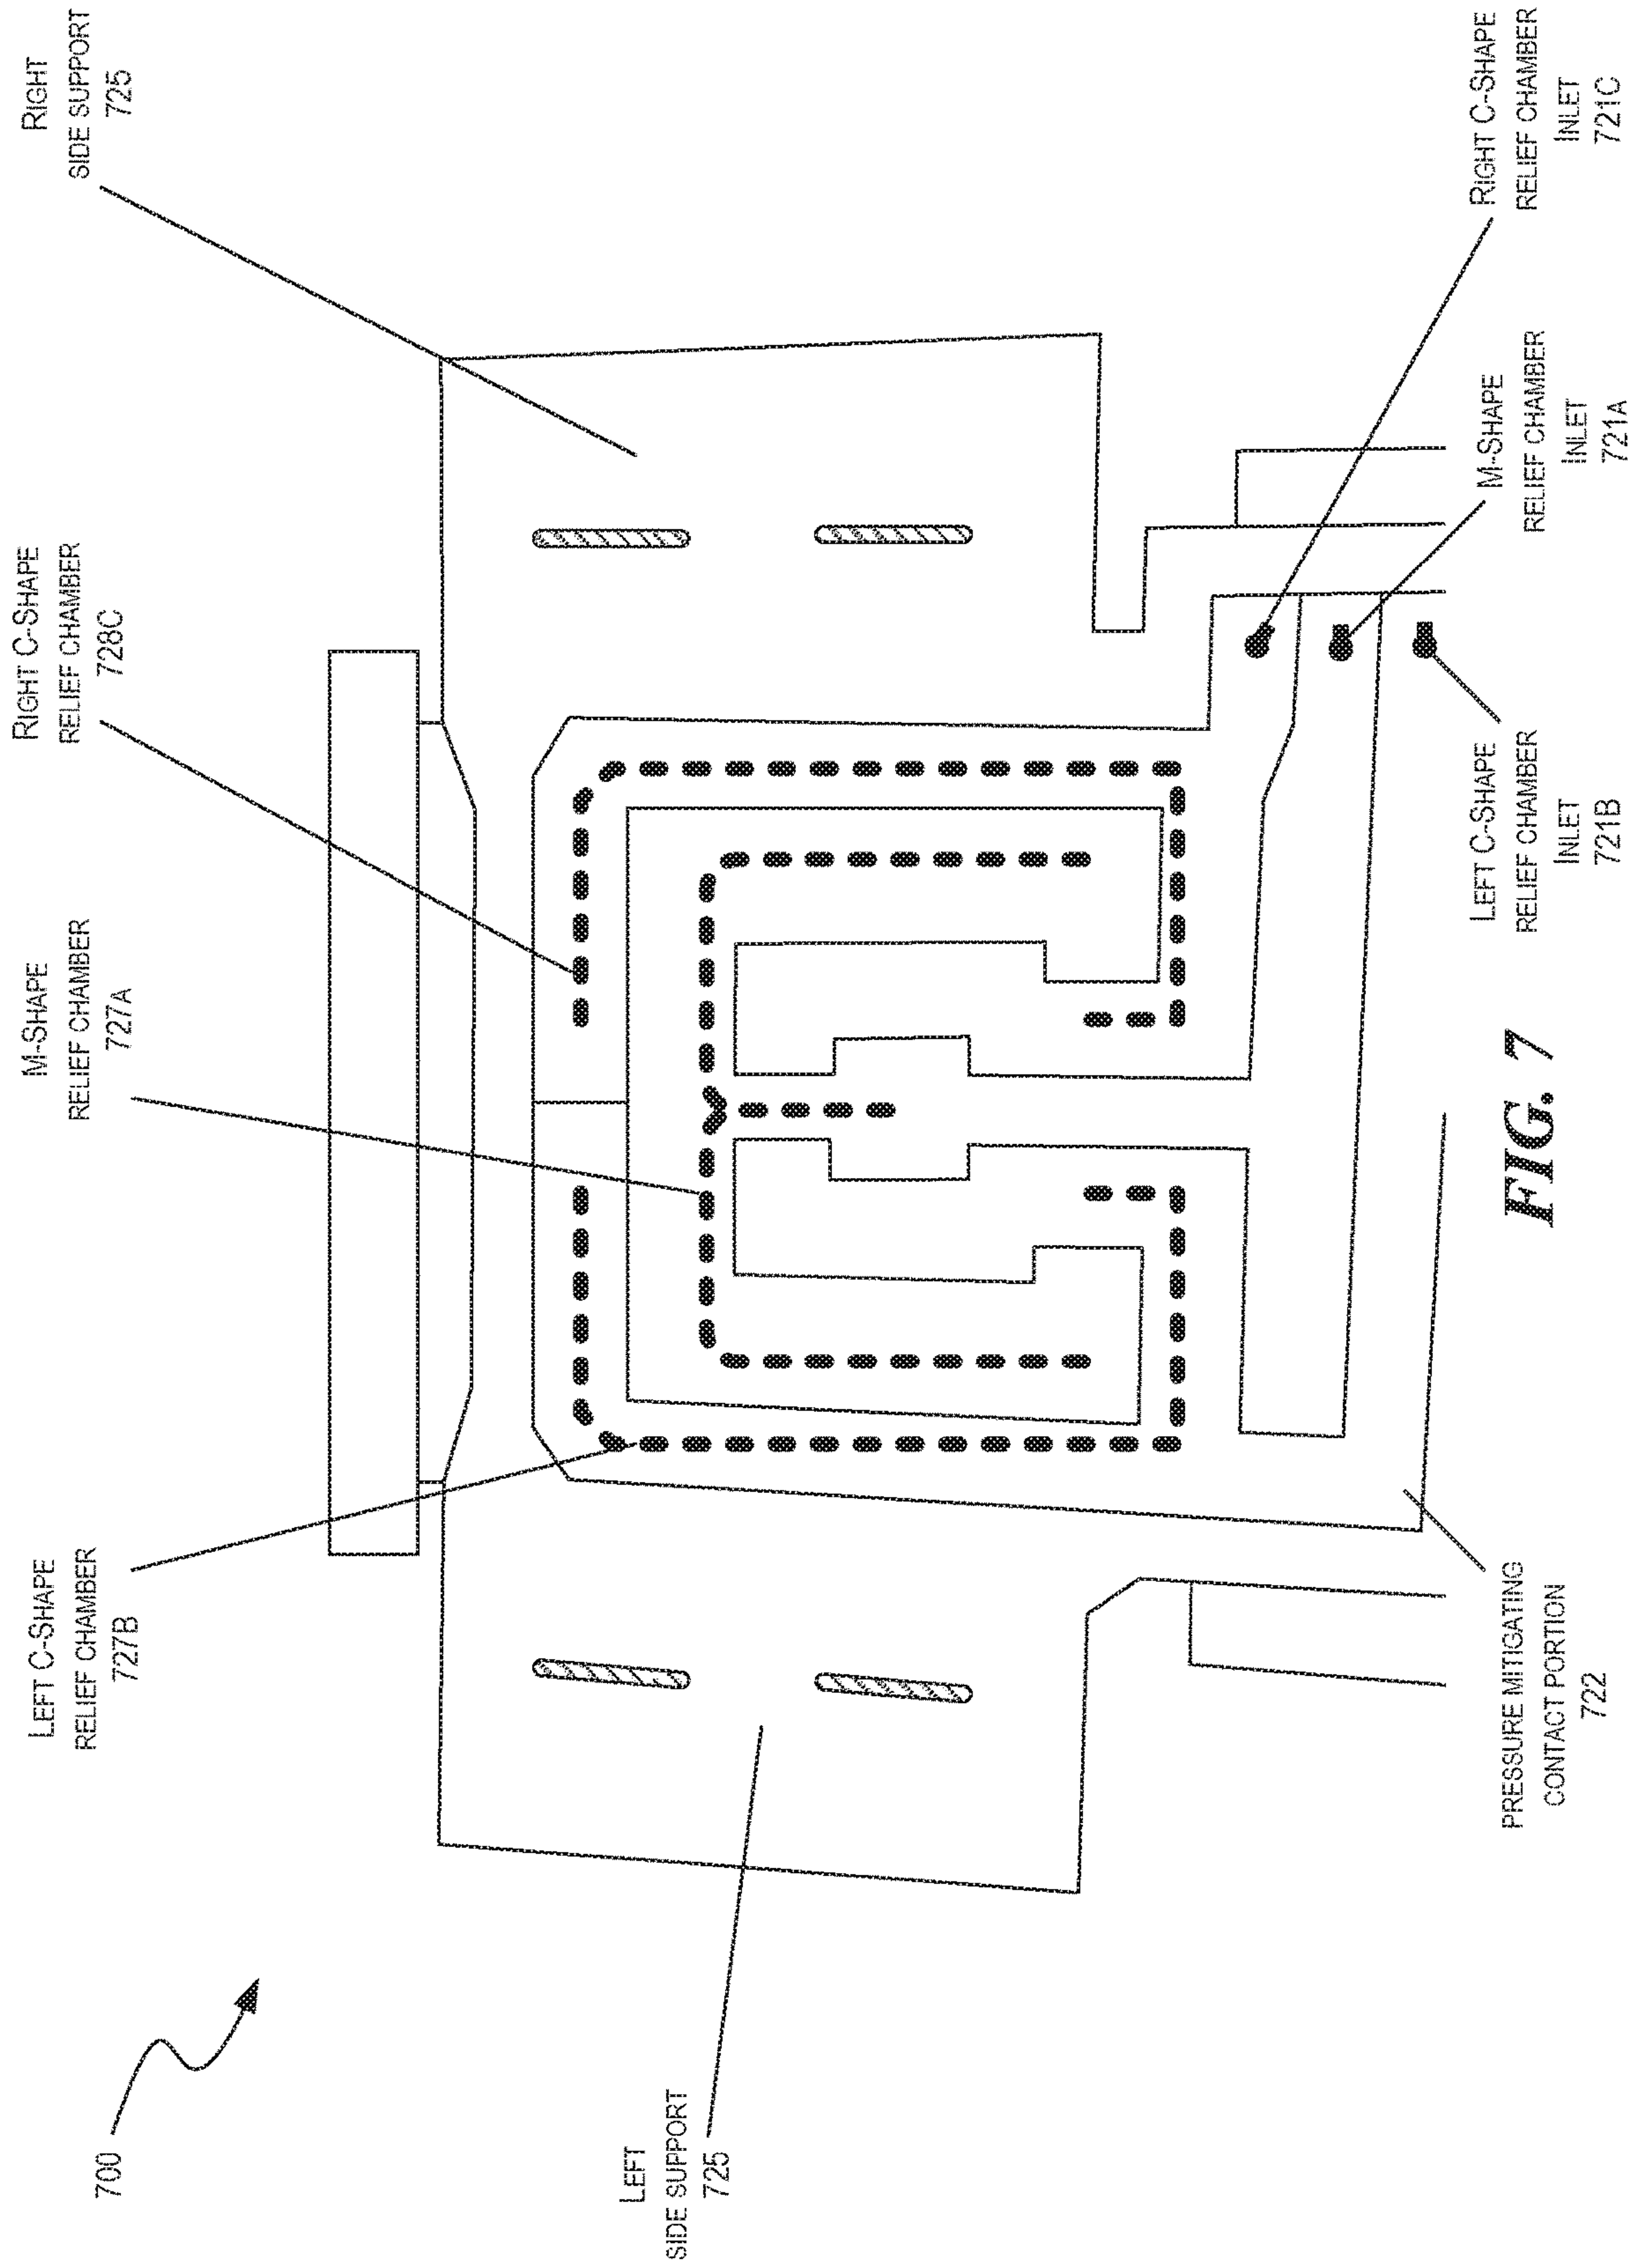 700
LEFT C-SHAPE
RELIEF CHAMBER
727B
M-SHAPE
RELIEF CHAMBER
727A
RIGHT C-SHAPE
RELIEF CHAMBER
728C
RIGHT
SIDE SUPPORT
725
LEFT
SIDE SUPPORT
725
PRESSURE MITIGATING
CONTACT PORTION
722
LEFT C-SHAPE
RELIEF CHAMBER
INLET
721B
M-SHAPE
RELIEF CHAMBER
INLET
721A
RIGHT C-SHAPE
RELIEF CHAMBER
INLET
721C
FIG. 7